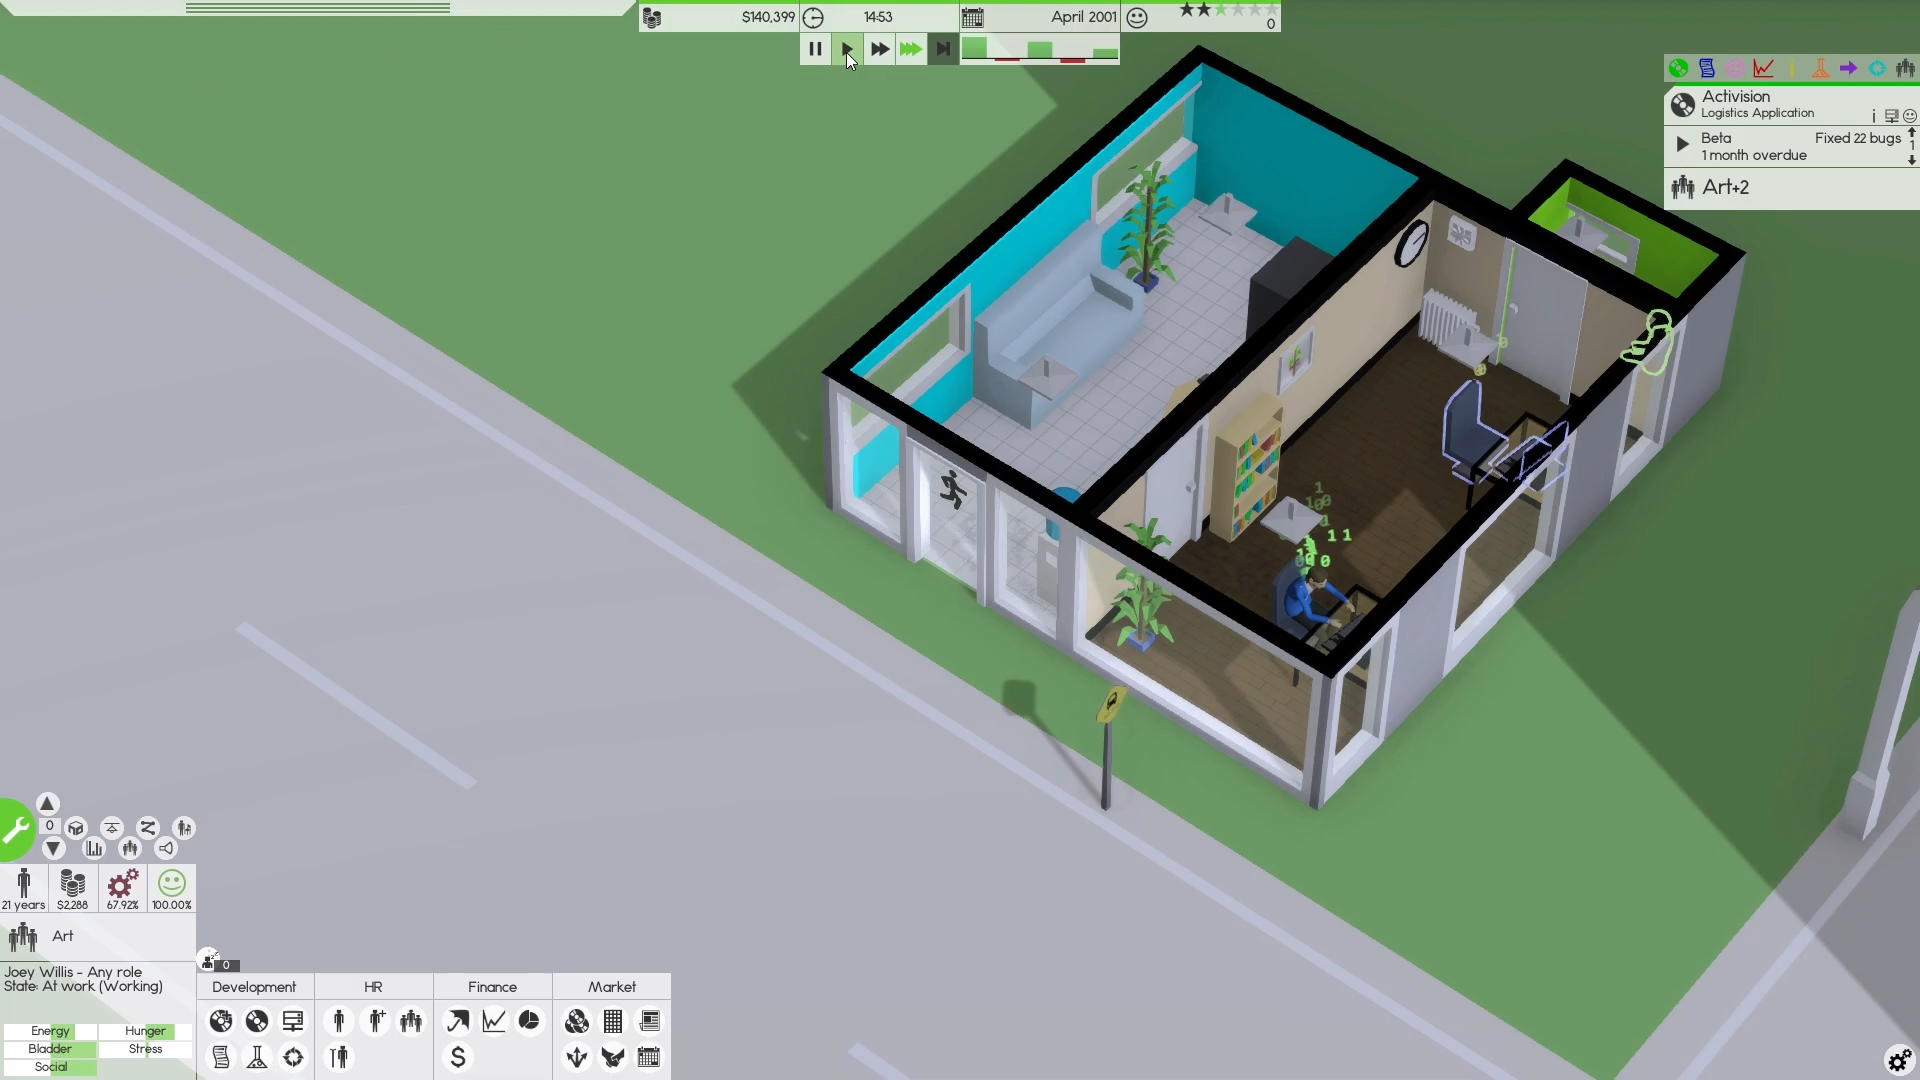 $140,399
14:53
April 2001
0
Activision
Logistics Application
Beta
Fixed 22 bugs
1 month overdue
1
Art+2
0
21 years
$2,288
67.92%
100.00%
Art
Joey Willis - Any role
State: At work (Working)
Energy
Hunger
Bladder
Stress
Social
0
Development
HR
Finance
Market